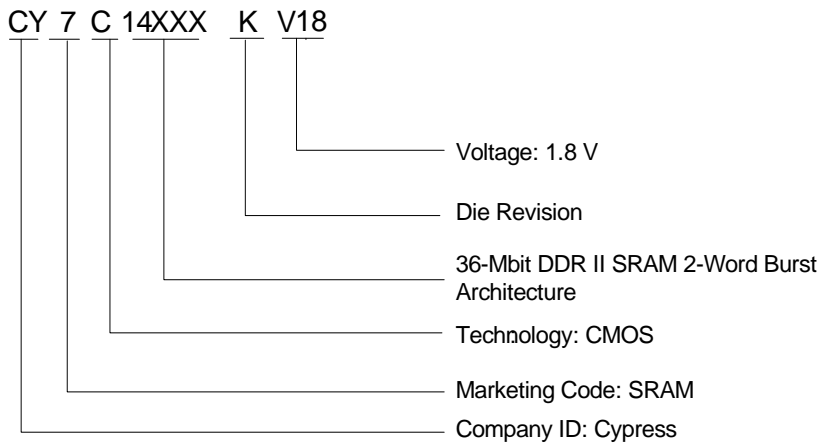 CY 7 C 14XXX K V18
Voltage: 1.8 V
Die Revision
36-Mbit DDR II SRAM 2-Word Burst
Architecture
Technology: CMOS
Marketing Code: SRAM
Company ID: Cypress